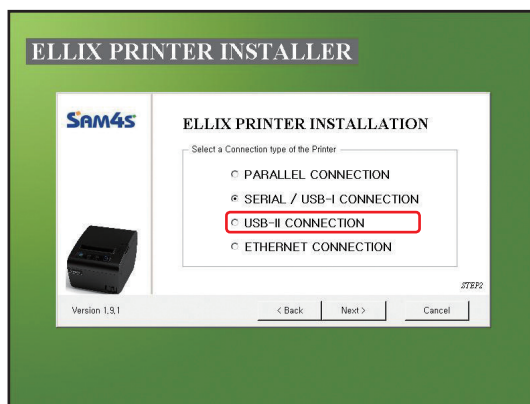 ELLIX PRINTER INSTALLER
SAM4S
ELLIX PRINTER INSTALLATION
Select a Connection type of the Printer
PARALLEL CONNECTION
SERIAL / USB-I CONNECTION
USB-II CONNECTION
ETHERNET CONNECTION
STEP2
Version 1,9,1
< Back Next > Cancel